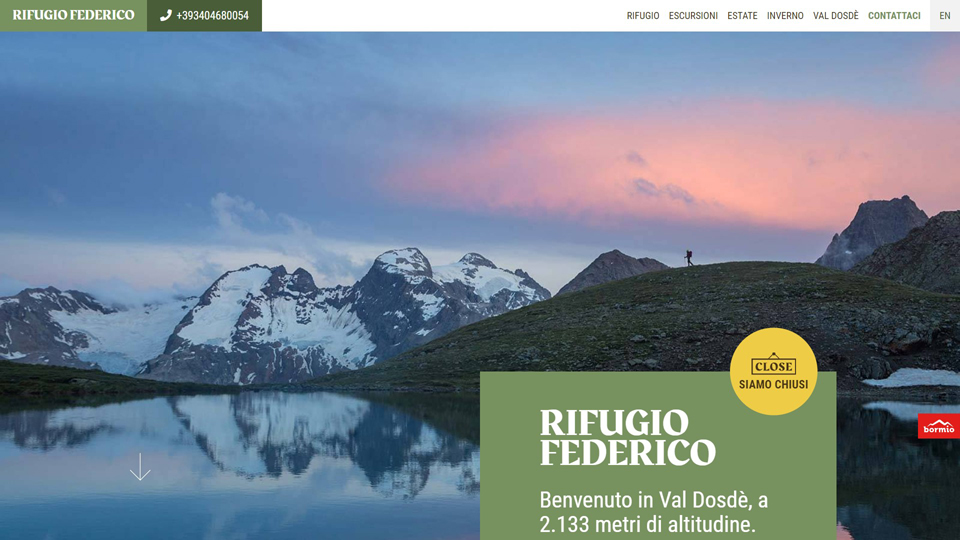 RIFUGIO FEDERICO
+393404680054
RIFUGIO ESCURSIONI ESTATE INVERNO VAL DOSDÈ CONTATTACI EN
CLOSE
SIAMO CHIUSI
RIFUGIO
FEDERICO
bormio
Benvenuto in Val Dosdè, a
2.133 metri di altitudine.